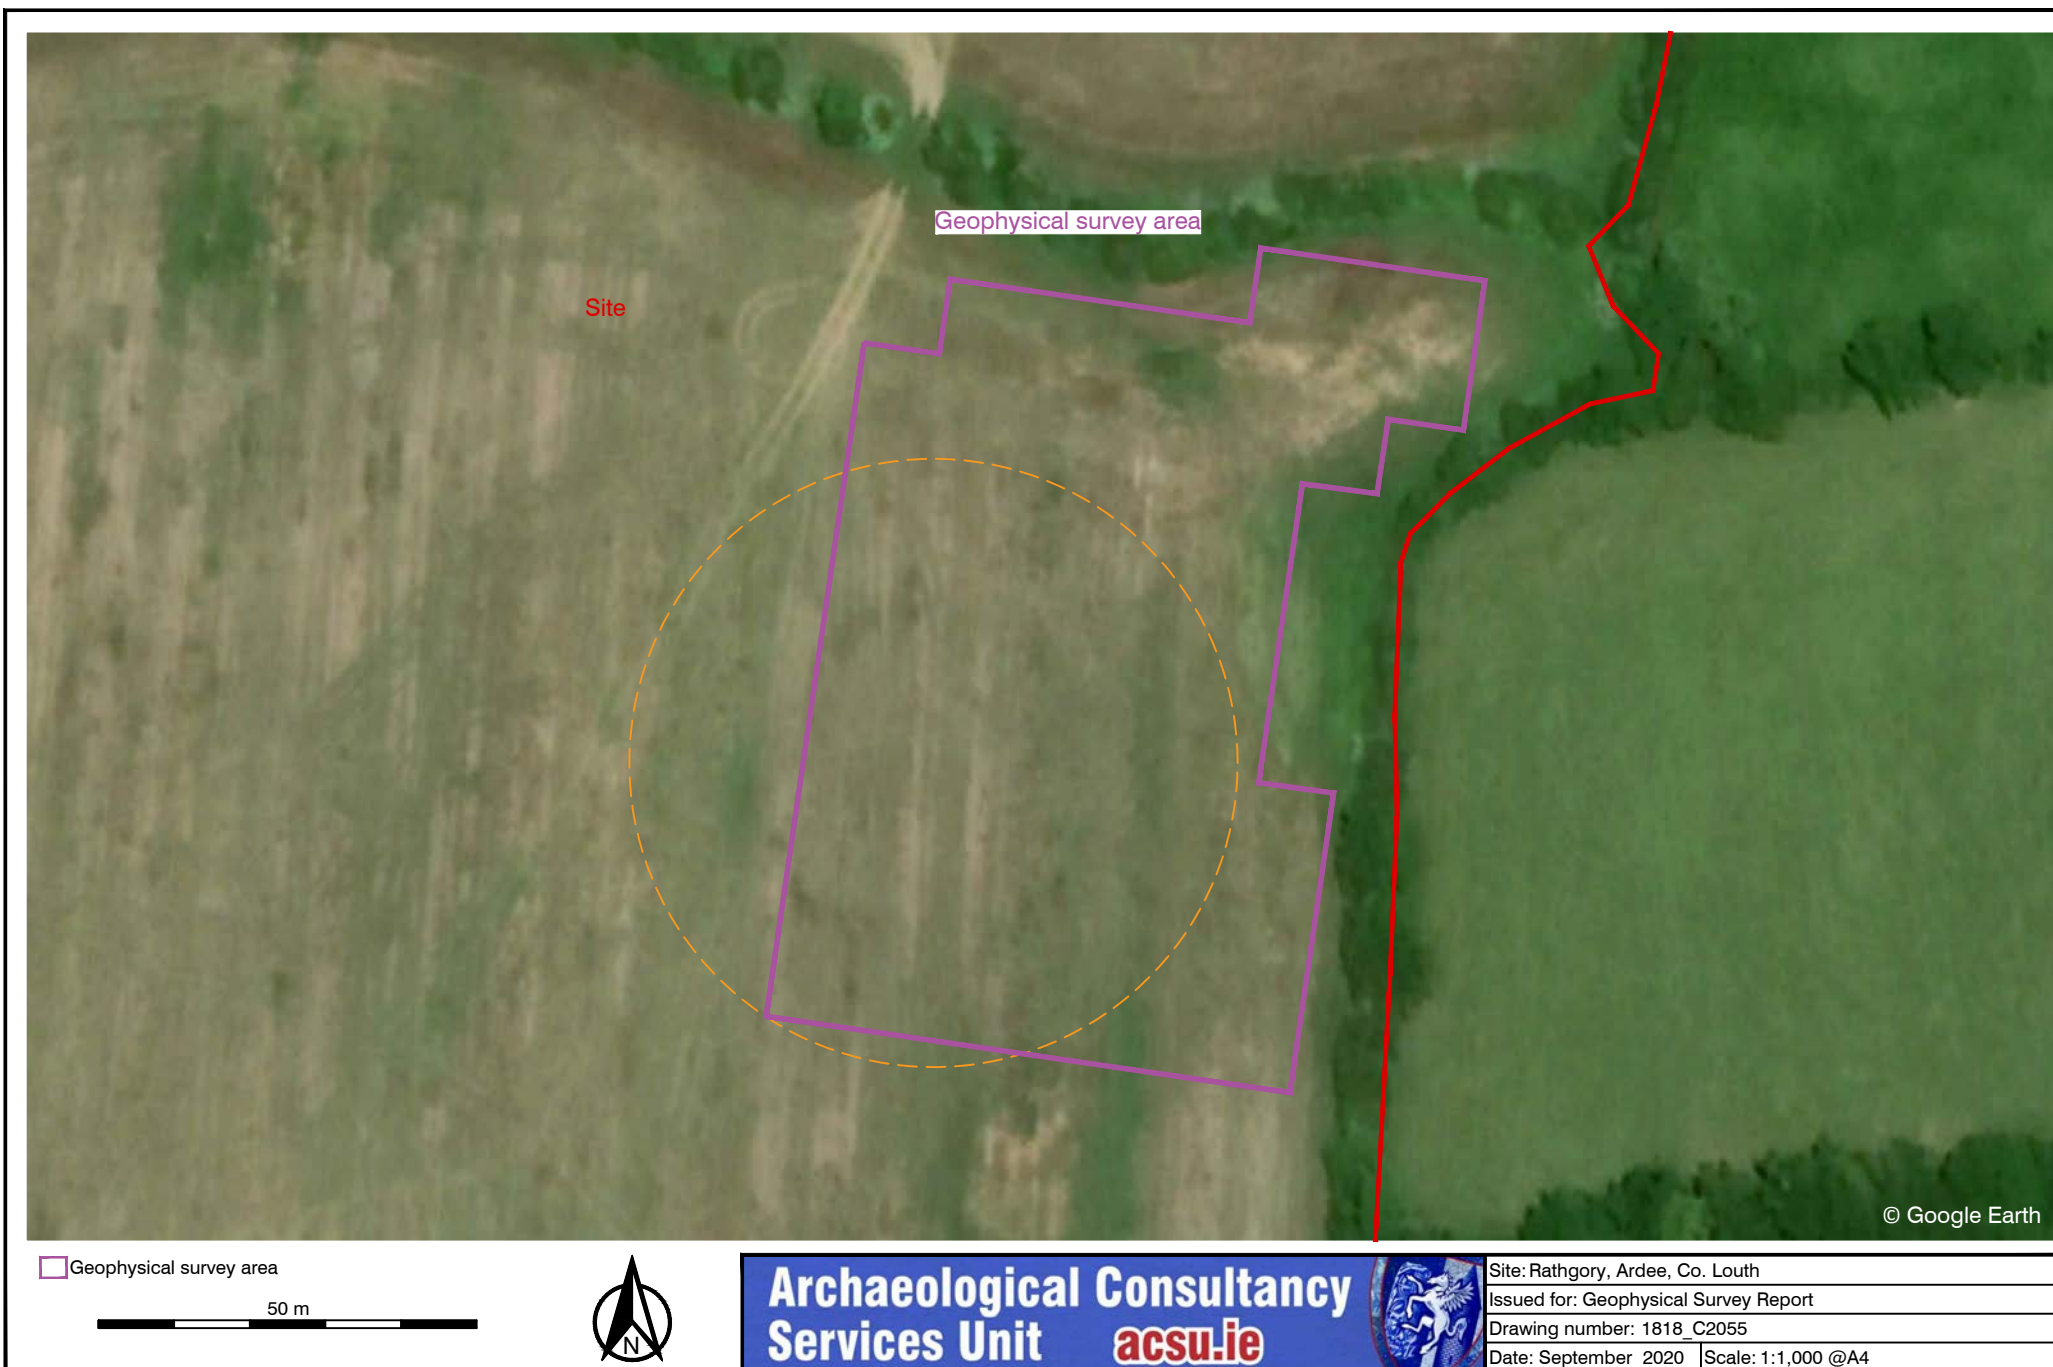 Geophysical survey area
Site
© Google Earth
Geophysical survey area
50 m
N
Archaeological Consultancy
Services Unit acsu.ie
Site: Rathgory, Ardee, Co. Louth
Issued for: Geophysical Survey Report
Drawing number: 1818_C2055
Date: September 2020 Scale: 1:1,000 @A4